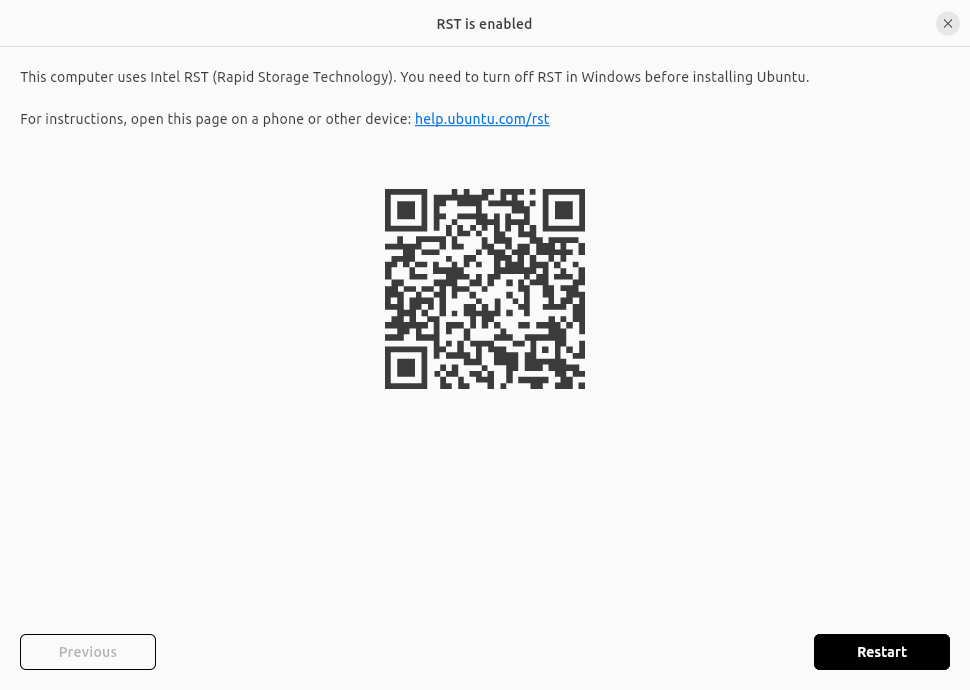 RST is enabled
This computer uses Intel RST (Rapid Storage Technology). You need to turn off RST in Windows before installing Ubuntu.
For instructions, open this page on a phone or other device: help.ubuntu.com/rst
Previous
Restart